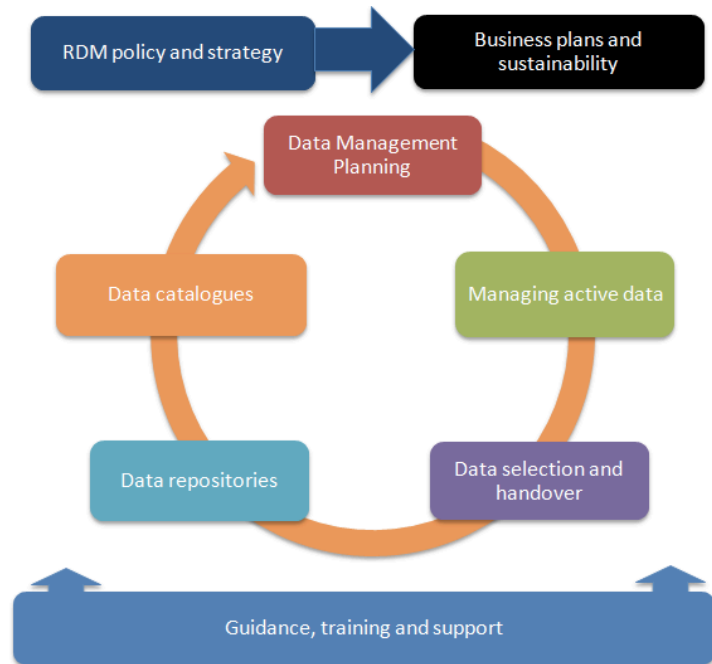 RDM policy and strategy
Business plans and
sustainability
Data Management
Planning
Data catalogues
Managing active data
Data repositories
Data selection and
handover
Guidance, training and support